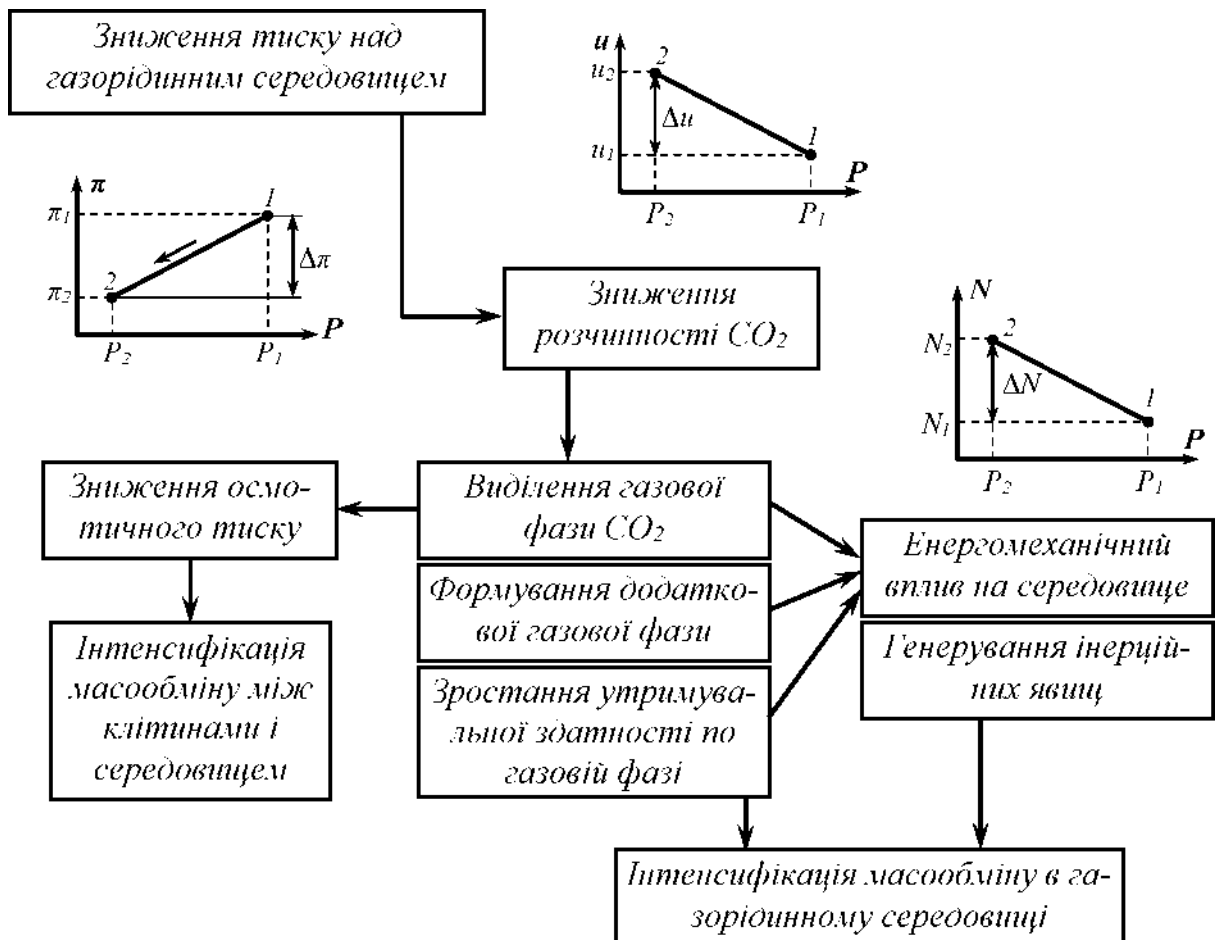 Зниження тиску над
газорідинним середовищем
u
u₂
2
Δu
u₁
1
P
P₂
P₁
π
π₁
1
Δπ
π₂
2
P
P₂
P₁
Зниження
розчинності CO₂
N
N₂
2
ΔN
N₁
1
P
P₂
P₁
Зниження осмо-
тичного тиску
Виділення газової
фази CO₂
Енергомеханічний
вплив на середовище
Формування додатко-
вої газової фази
Інтенсифікація
масообміну між
клітинами і
середовищем
Генерування інерцій-
них явищ
Зростання утримува-
льної здатності по
газовій фазі
Інтенсифікація масообміну в га-
зорідинному середовищі